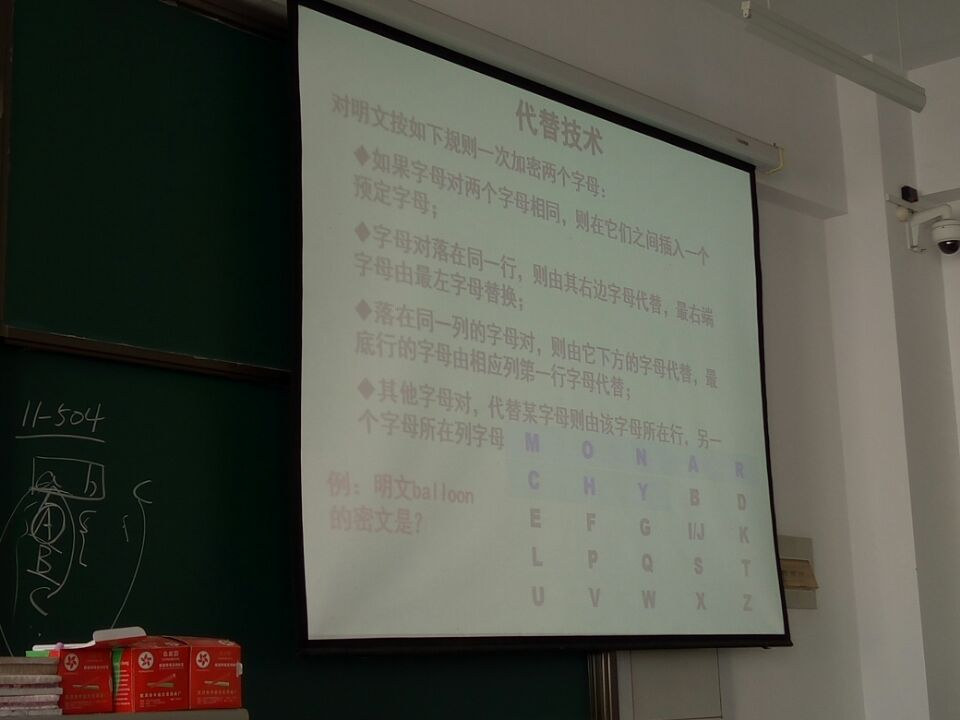 代替技术
对明文按如下规则一次加密两个字母：
◆如果字母对两个字母相同，则在它们之间插入一个
预定字母；
◆字母对落在同一行，则由其右边字母代替，最右端
字母由最左字母替换；
◆落在同一列的字母对，则由它下方的字母代替，最
底行的字母由相应列第一行字母代替；
◆其他字母对，代替某字母则由该字母所在行，另一
个字母所在列字母
M O N A R
C H Y B D
E F G I/J K
L P Q S T
U V W X Z
例：明文balloon
的密文是？
11-504
a b
A
B
C